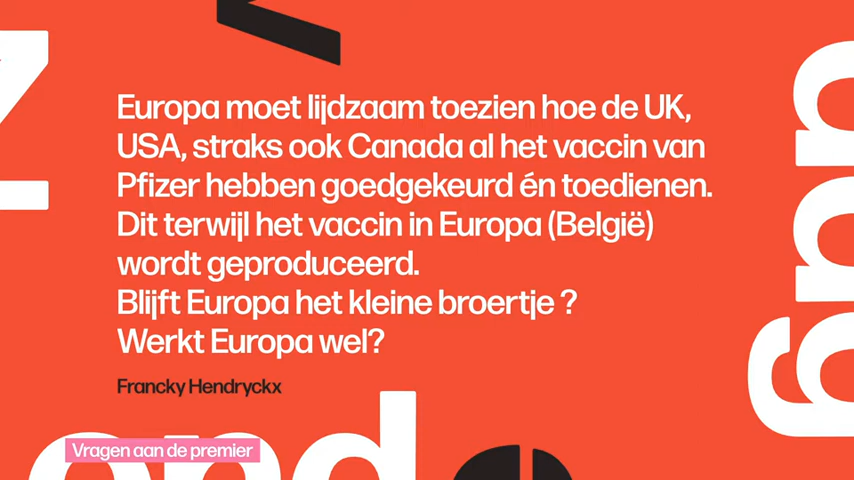 Europa moet lijdzaam toezien hoe de UK,
USA, straks ook Canada al het vaccin van
Pfizer hebben goedgekeurd én toedienen.
Dit terwijl het vaccin in Europa (België)
wordt geproduceerd.
Blijft Europa het kleine broertje ?
Werkt Europa wel?
Francky Hendryckx
Vragen aan de premier